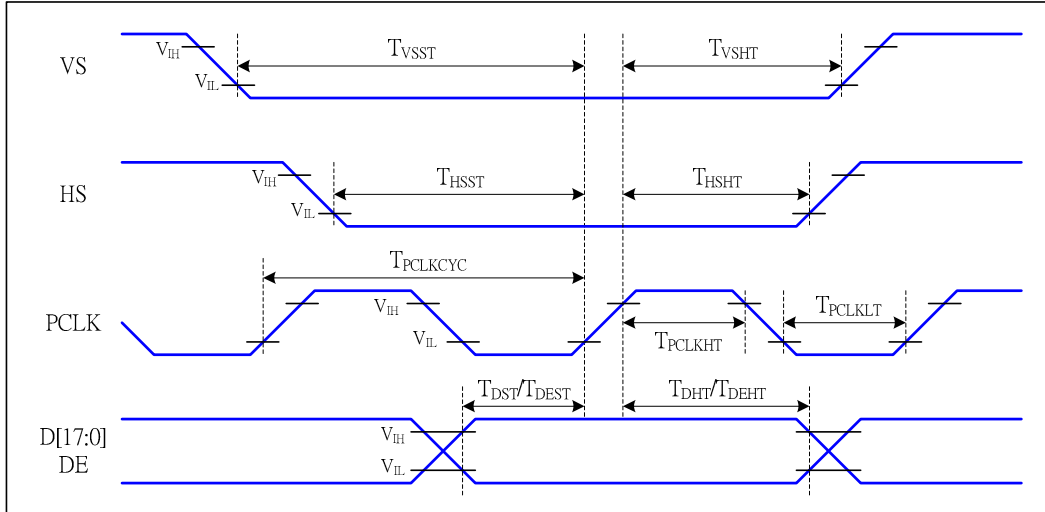 VS
V_IH
V_IL
T_VSST
T_VSHT
HS
V_IH
V_IL
T_HSST
T_HSHT
T_PCLKCYC
PCLK
V_IH
V_IL
T_PCLKHT
T_PCLKLT
T_DST/T_DEST
T_DHT/T_DEHT
D[17:0]
DE
V_IH
V_IL